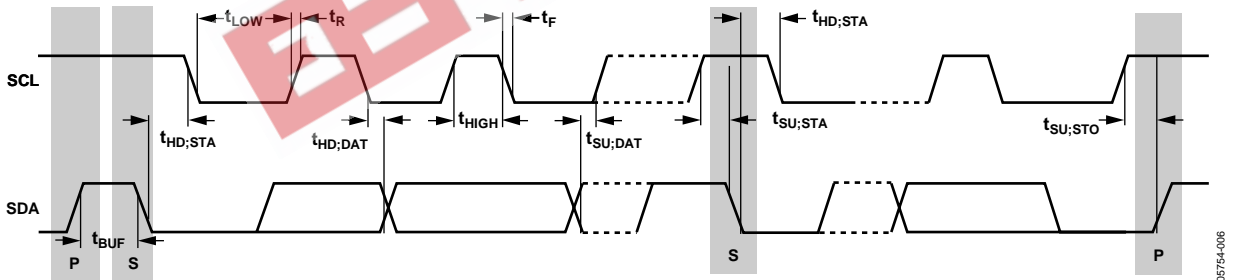 tLOW tR tF tHD;STA
SCL
tHD;STA tHD;DAT tHIGH tSU;DAT tSU;STA tSU;STO
SDA
tBUF
P S S P
05754-006